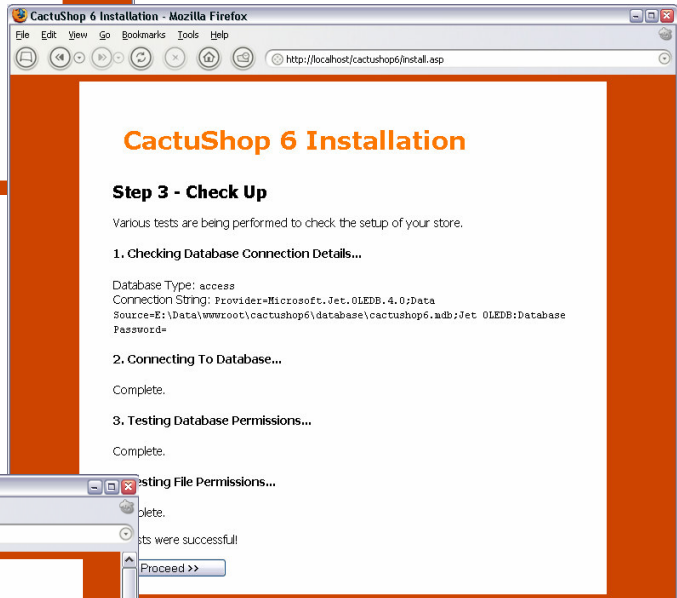 CactuShop 6 Installation - Mozilla Firefox
File Edit View Go Bookmarks Tools Help
http://localhost/cactushop6/install.asp
CactuShop 6 Installation
Step 3 - Check Up
Various tests are being performed to check the setup of your store.
1. Checking Database Connection Details...
Database Type: access
Connection String: Provider=Microsoft.Jet.OLEDB.4.0;Data
Source=E:\Data\wwwroot\cactushop6\database\cactushop6.mdb;Jet OLEDB:Database
Password=
2. Connecting To Database...
Complete.
3. Testing Database Permissions...
Complete.
esting File Permissions...
plete.
sts were successful!
Proceed >>